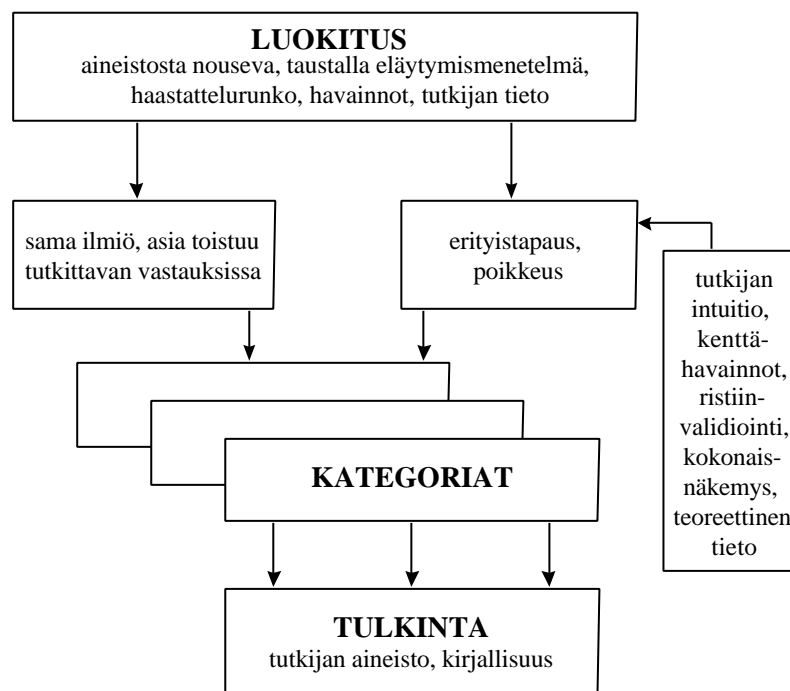 LUOKITUS
aineistosta nouseva, taustalla eläytymismenetelmä,
haastattelurunko, havainnot, tutkijan tieto
sama ilmiö, asia toistuu
tutkittavan vastauksissa
erityistapaus,
poikkeus
tutkijan
intuitio,
kenttä-
havainnot,
ristiin-
validiointi,
kokonais-
näkemys,
teoreettinen
tieto
KATEGORIAT
TULKINTA
tutkijan aineisto, kirjallisuus